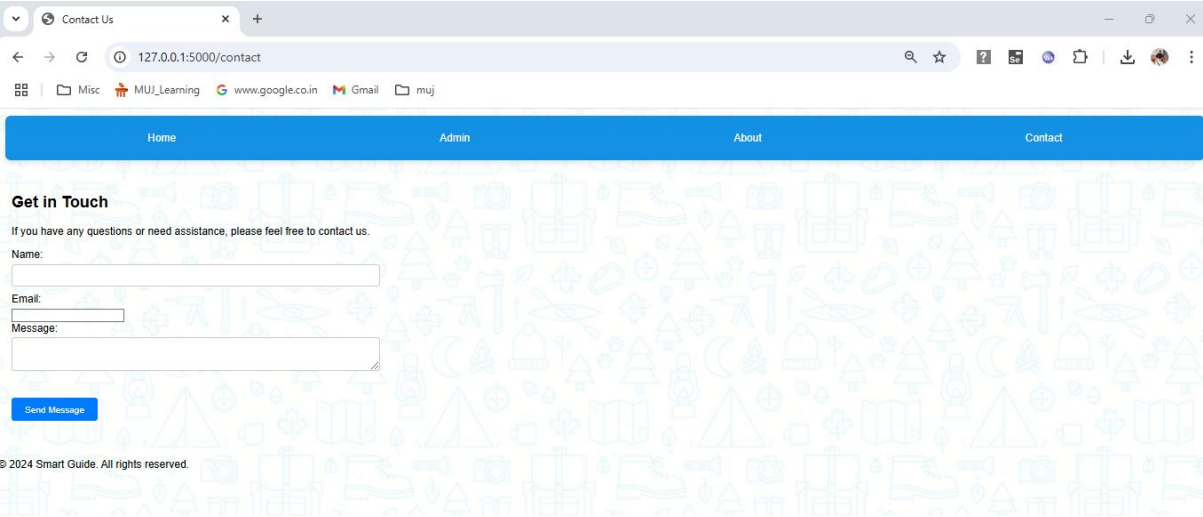 Contact Us
127.0.0.1:5000/contact
Misc MUJ_Learning www.google.co.in Gmail muj
Home Admin About Contact
Get in Touch
If you have any questions or need assistance, please feel free to contact us.
Name:
Email:
Message:
Send Message
© 2024 Smart Guide. All rights reserved.